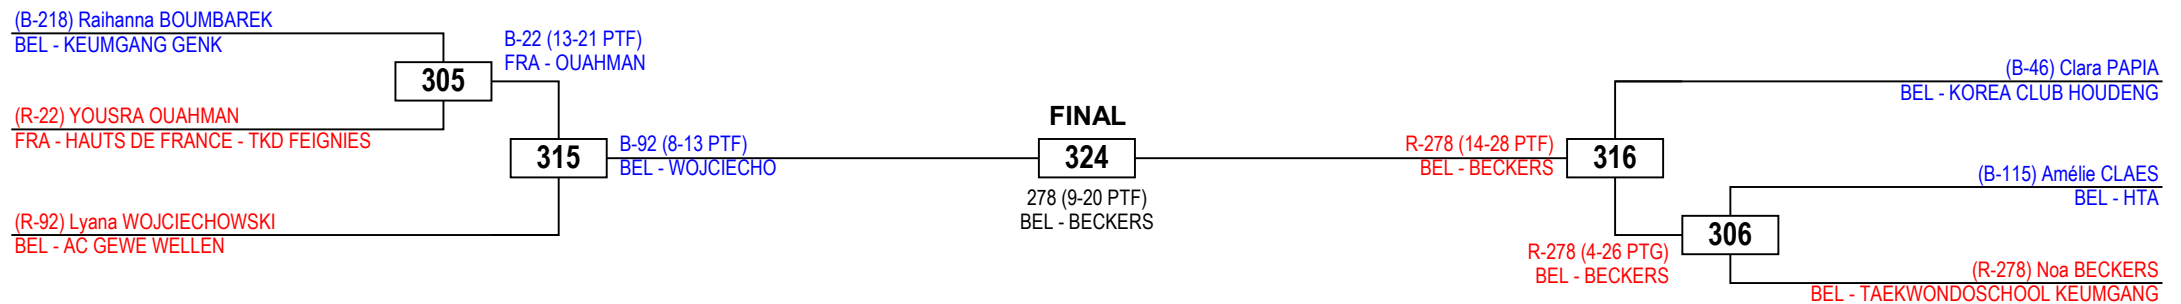 (B-218) Raihanna BOUMBAREK
BEL - KEUMGANG GENK
305
(R-22) YOUSRA OUAHMAN
FRA - HAUTS DE FRANCE - TKD FEIGNIES
B-22 (13-21 PTF)
FRA - OUAHMAN
315
(R-92) Lyana WOJCIECHOWSKI
BEL - AC GEWE WELLEN
B-92 (8-13 PTF)
BEL - WOJCIECHO
FINAL
324
278 (9-20 PTF)
BEL - BECKERS
R-278 (14-28 PTF)
BEL - BECKERS
316
(B-46) Clara PAPIA
BEL - KOREA CLUB HOUDENG
(B-115) Amélie CLAES
BEL - HTA
306
R-278 (4-26 PTG)
BEL - BECKERS
(R-278) Noa BECKERS
BEL - TAEKWONDOSCHOOL KEUMGANG